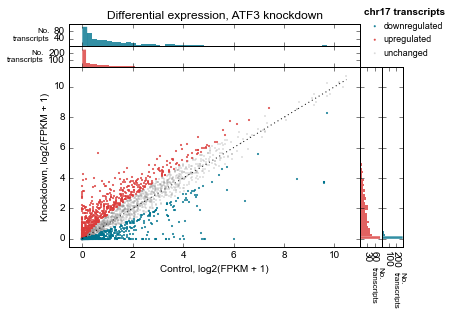 Differential expression, ATF3 knockdown
chr17 transcripts
downregulated
upregulated
unchanged
No.
transcripts
80
40
No.
transcripts
200
100
Knockdown, log2(FPKM + 1)
10
8
6
4
2
0
0
2
4
6
8
10
Control, log2(FPKM + 1)
30
60
No.
transcripts
100
200
No.
transcripts